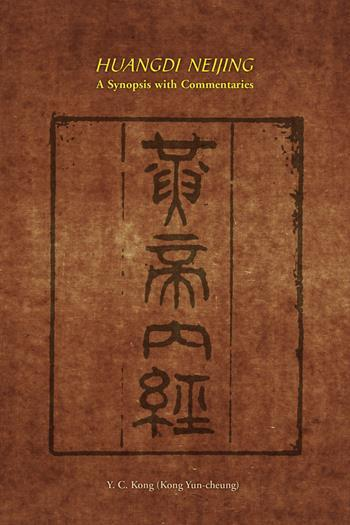 HUANGDI NEIJING
A Synopsis with Commentaries
黃
帝
內
經
Y. C. Kong (Kong Yun-cheung)